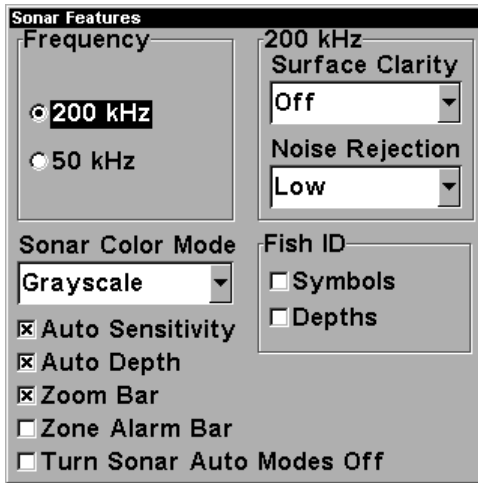 Sonar Features
Frequency
200 kHz
50 kHz
200 kHz
Surface Clarity
Off
Noise Rejection
Low
Sonar Color Mode
Grayscale
Fish ID
Symbols
Depths
Auto Sensitivity
Auto Depth
Zoom Bar
Zone Alarm Bar
Turn Sonar Auto Modes Off